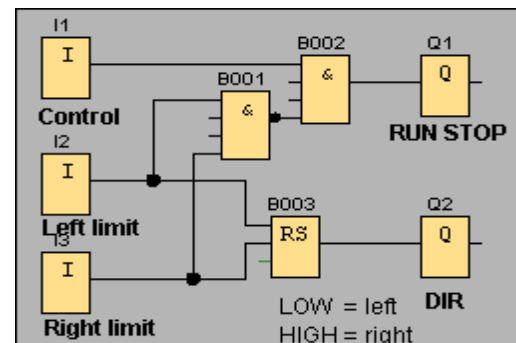 I1
I
Control
B001
&
B002
&
Q1
Q
RUN STOP
I2
I
Left limit
I3
I
Right limit
B003
RS
Q2
Q
DIR
LOW = left
HIGH = right